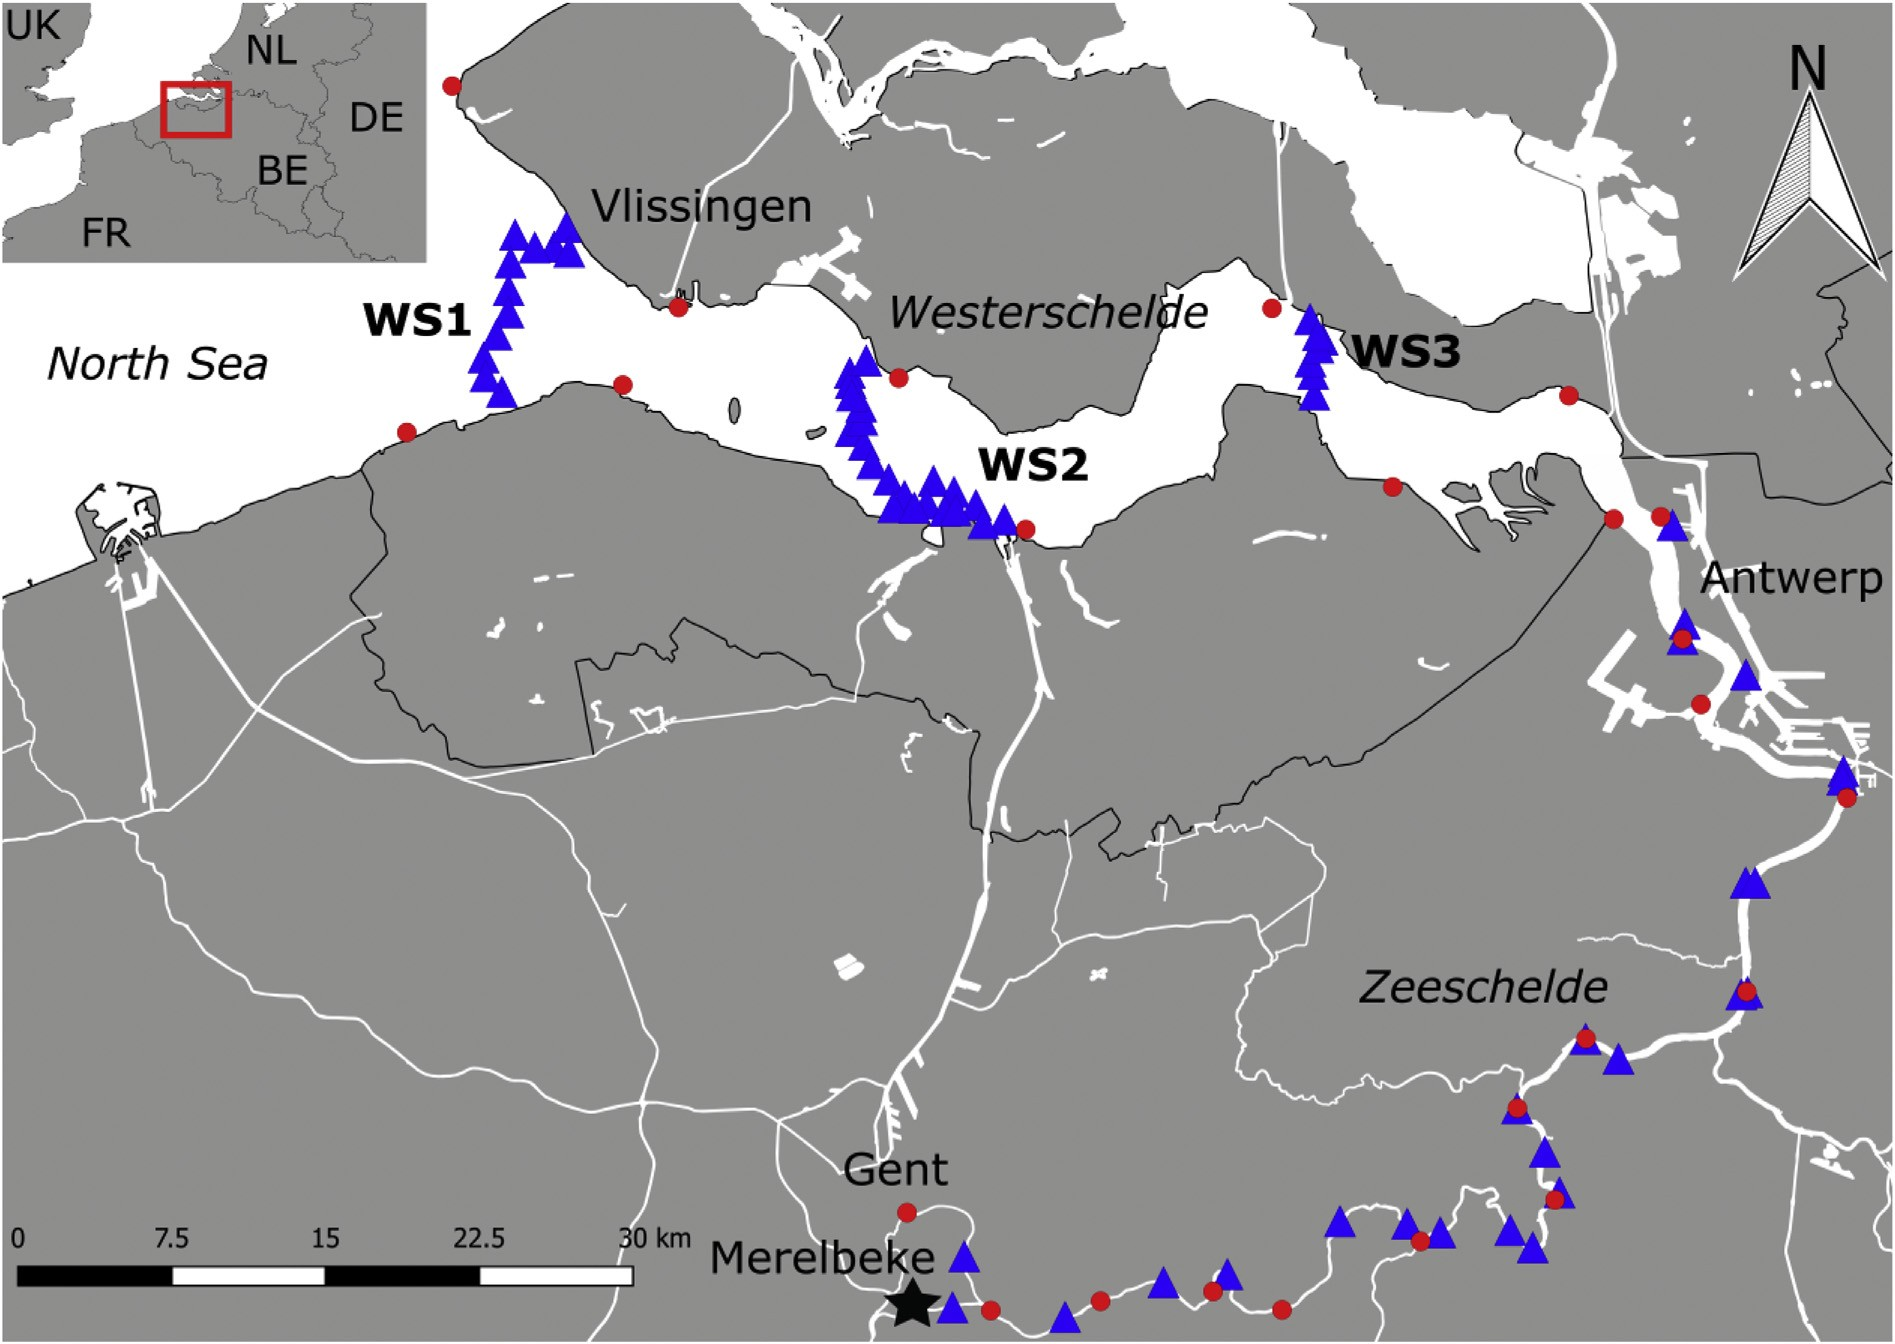 UK
NL
DE
BE
FR
N
Vlissingen
WS1
Westerschelde
WS3
North Sea
WS2
Antwerp
Zeeschelde
Gent
Merelbeke
0 7.5 15 22.5 30 km